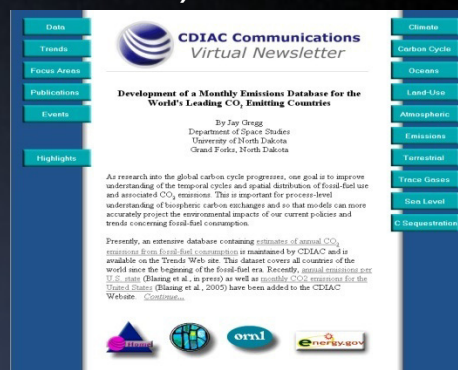 Data
Trends
Focus Areas
Publications
Events
Highlights
CDIAC Communications
Virtual Newsletter
Development of a Monthly Emissions Database for the
World's Leading CO₂ Emitting Countries
By Jay Gregg
Department of Space Studies
University of North Dakota
Grand Forks, North Dakota
As research into the global carbon cycle progresses, one goal is to improve
understanding of the temporal cycles and spatial distribution of fossil-fuel use
and associated CO₂ emissions. This is important for process-level
understanding of biospheric carbon exchanges and so that models can more
accurately project the environmental impacts of our current policies and
trends concerning fossil-fuel consumption.
Presently, an extensive database containing estimates of annual CO₂
emissions from fossil-fuel consumption is maintained by CDIAC and is
available on the Trends Web site. This dataset covers all countries of the
world since the beginning of the fossil-fuel era. Recently, annual emissions per
U.S. state (Blasing et al., in press) as well as monthly CO2 emissions for the
United States (Blasing et al., 2005) have been added to the CDIAC
Website. Continue...
Home
ornl
energy.gov
Climate
Carbon Cycle
Oceans
Land-Use
Atmospheric
Emissions
Terrestrial
Trace Gases
Sea Level
C Sequestration